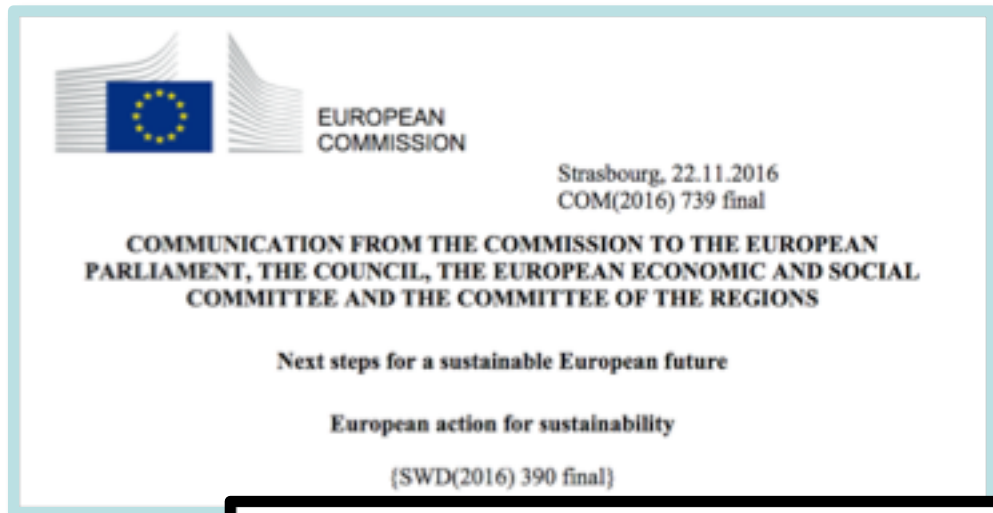 EUROPEAN
COMMISSION
Strasbourg, 22.11.2016
COM(2016) 739 final
COMMUNICATION FROM THE COMMISSION TO THE EUROPEAN
PARLIAMENT, THE COUNCIL, THE EUROPEAN ECONOMIC AND SOCIAL
COMMITTEE AND THE COMMITTEE OF THE REGIONS
Next steps for a sustainable European future
European action for sustainability
{SWD(2016) 390 final}